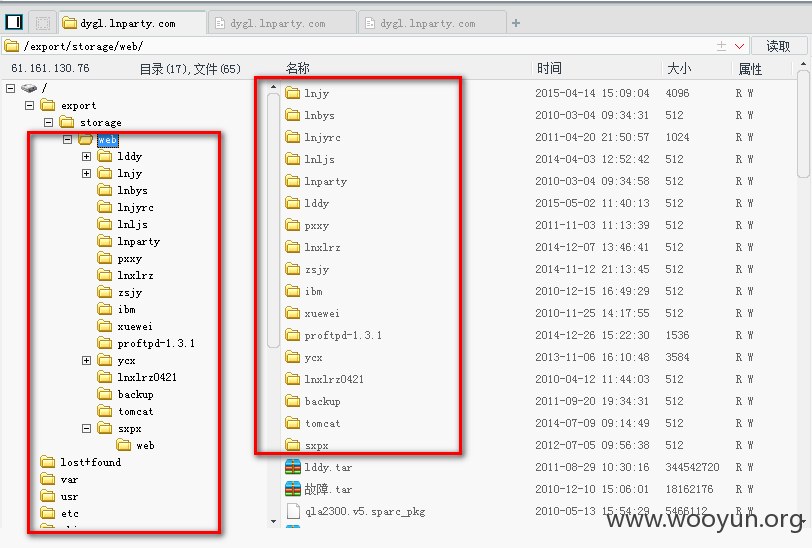 dygl.lnparty.com dygl.lnparty.com dygl.lnparty.com +
/export/storage/web/ 读取
61.161.130.76 目录(17),文件(65) 名称 时间 大小 属性
/
export
storage
web
lddy
lnjy
lnbys
lnjyrc
lnljs
lnparty
pxxy
lnxlrz
zsjy
ibm
xuewei
proftpd-1.3.1
ycx
lnxlrz0421
backup
tomcat
sxpx
web
lost+found
var
usr
etc
lnjy 2015-04-14 15:09:04 4096 R W
lnbys 2010-03-04 09:34:31 512 R W
lnjyrc 2011-04-20 21:50:57 1024 R W
lnljs 2014-04-03 12:52:42 512 R W
lnparty 2010-03-04 09:34:58 512 R W
lddy 2015-05-02 11:40:13 512 R W
pxxy 2011-11-03 11:13:39 512 R W
lnxlrz 2014-12-07 13:46:41 512 R W
zsjy 2014-11-12 21:13:45 512 R W
ibm 2010-12-15 16:49:29 512 R W
xuewei 2010-11-25 14:17:55 512 R W
proftpd-1.3.1 2014-12-26 15:22:30 1536 R W
ycx 2013-11-06 16:10:48 3584 R W
lnxlrz0421 2010-04-12 11:44:03 512 R W
backup 2011-09-20 19:34:31 512 R W
tomcat 2014-07-09 09:14:49 512 R W
sxpx 2012-07-05 09:56:38 512 R W
lddy.tar 2011-08-29 10:30:16 344542720 R W
故障.tar 2010-12-10 15:06:01 18162176 R W
qla2300.v5.sparc_pkg 2010-05-13 15:54:29 5466112 R W
www.wooyun.org